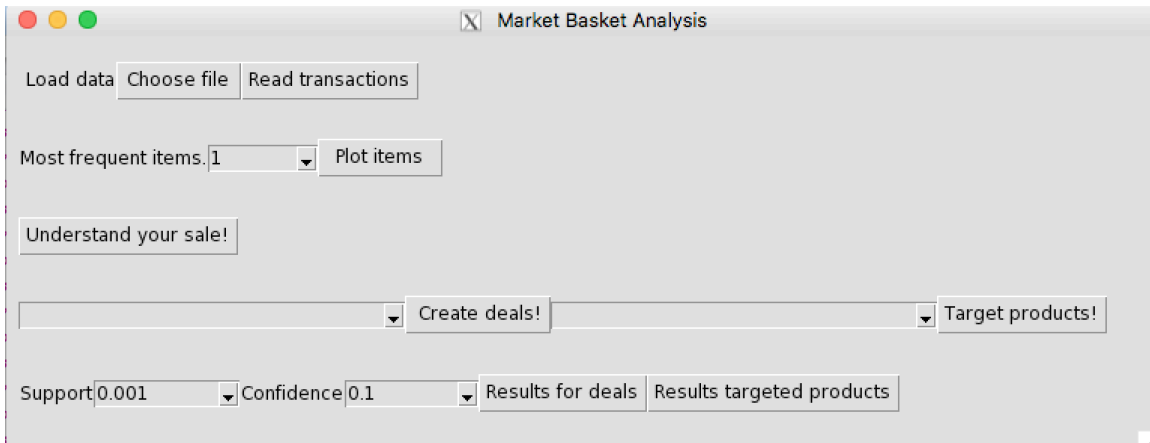 Market Basket Analysis
Load data Choose file Read transactions
Most frequent items. 1 Plot items
Understand your sale!
Create deals! Target products!
Support 0.001 Confidence 0.1 Results for deals Results targeted products